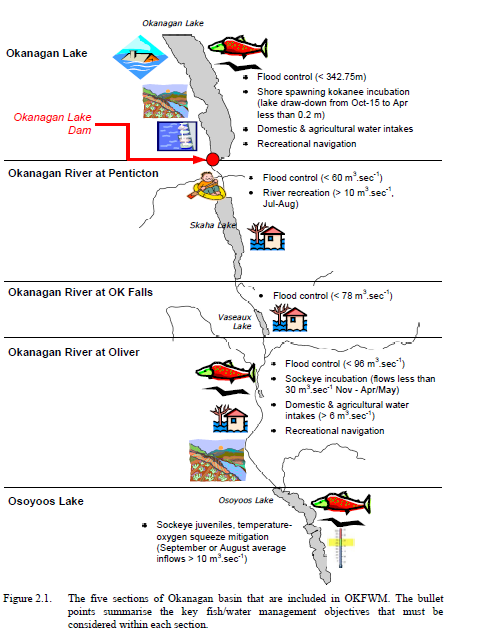 Okanagan Lake
Okanagan Lake
• Flood control (< 342.75m)
• Shore spawning kokanee incubation
(lake draw-down from Oct-15 to Apr
less than 0.2 m)
• Domestic & agricultural water intakes
• Recreational navigation
Okanagan Lake
Dam
Okanagan River at Penticton
• Flood control (< 60 m³.sec⁻¹)
• River recreation (> 10 m³.sec⁻¹,
Jul-Aug)
Skaha Lake
Okanagan River at OK Falls
• Flood control (< 78 m³.sec⁻¹)
Vaseaux
Lake
Okanagan River at Oliver
• Flood control (< 96 m³.sec⁻¹)
• Sockeye incubation (flows less than
30 m³.sec⁻¹ Nov - Apr/May)
• Domestic & agricultural water
intakes (> 6 m³.sec⁻¹)
• Recreational navigation
Osoyoos Lake
Osoyoos Lake
• Sockeye juveniles, temperature-
oxygen squeeze mitigation
(September or August average
inflows > 10 m³.sec⁻¹)
Figure 2.1. The five sections of Okanagan basin that are included in OKFWM. The bullet
points summarise the key fish/water management objectives that must be
considered within each section.